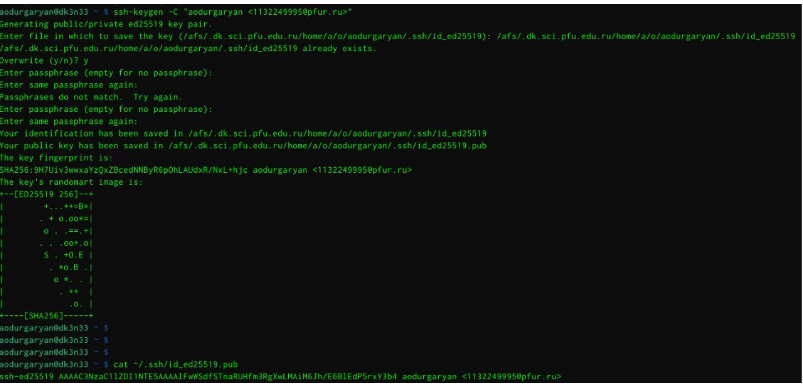 aodurgaryan@dk3n33 ~ $ ssh-keygen -C "aodurgaryan <1132249995@pfur.ru>"
Generating public/private ed25519 key pair.
Enter file in which to save the key (/afs/.dk.sci.pfu.edu.ru/home/a/o/aodurgaryan/.ssh/id_ed25519): /afs/.dk.sci.pfu.edu.ru/home/a/o/aodurgaryan/.ssh/id_ed25519
/afs/.dk.sci.pfu.edu.ru/home/a/o/aodurgaryan/.ssh/id_ed25519 already exists.
Overwrite (y/n)? y
Enter passphrase (empty for no passphrase):
Enter same passphrase again:
Passphrases do not match.  Try again.
Enter passphrase (empty for no passphrase):
Enter same passphrase again:
Your identification has been saved in /afs/.dk.sci.pfu.edu.ru/home/a/o/aodurgaryan/.ssh/id_ed25519
Your public key has been saved in /afs/.dk.sci.pfu.edu.ru/home/a/o/aodurgaryan/.ssh/id_ed25519.pub
The key fingerprint is:
SHA256:9H7Uiv3wwxaYzQxZBcedNNByR6pOhLAUdxR/NxL+hjc aodurgaryan <1132249995@pfur.ru>
The key's randomart image is:
+--[ED25519 256]--+
|       +...++=B*|
|      . + o.oo*=|
|       o . .==.+|
|      . . .oo+.o|
|       S . +O.E |
|        . *o.B .|
|         o *. . |
|          . ++  |
|            .o. |
+----[SHA256]-----+
aodurgaryan@dk3n33 ~ $
aodurgaryan@dk3n33 ~ $
aodurgaryan@dk3n33 ~ $
aodurgaryan@dk3n33 ~ $ cat ~/.ssh/id_ed25519.pub
ssh-ed25519 AAAAC3NzaC1lZDI1NTE5AAAAIFwWSdfSTnaRUHfm3RgXwLMAiM6Jh/E6BlEdP5rxY3b4 aodurgaryan <1132249995@pfur.ru>